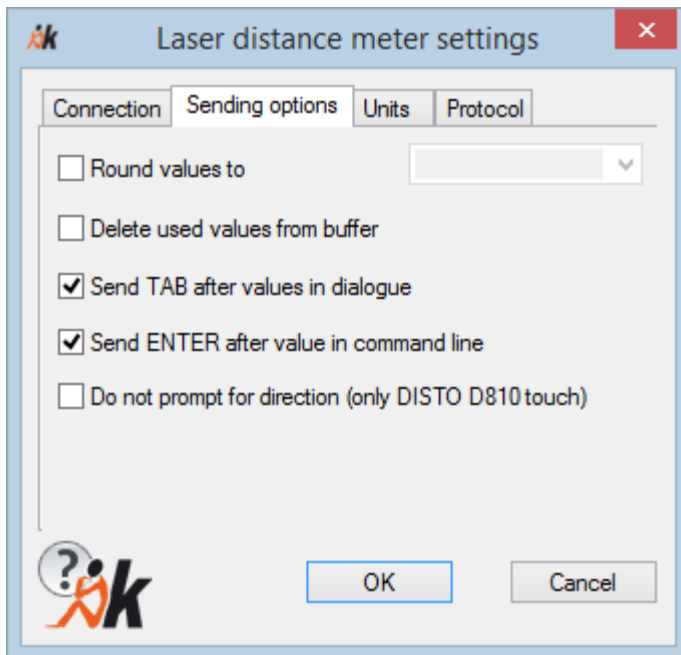 Laser distance meter settings
Connection Sending options Units Protocol
Round values to
Delete used values from buffer
Send TAB after values in dialogue
Send ENTER after value in command line
Do not prompt for direction (only DISTO D810 touch)
OK Cancel